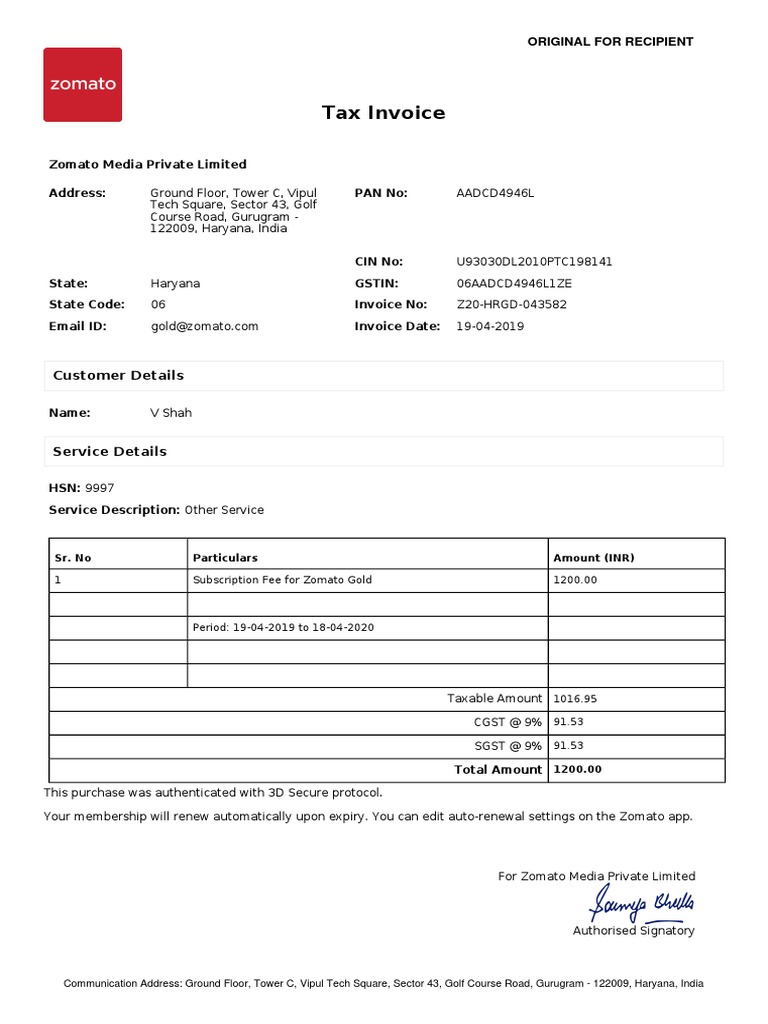 ORIGINAL FOR RECIPIENT
zomato
Tax Invoice
Zomato Media Private Limited
Address: Ground Floor, Tower C, Vipul PAN No: AADCD4946L
Tech Square, Sector 43, Golf
Course Road, Gurugram -
122009, Haryana, India
CIN No: U93030DL2010PTC198141
State: Haryana GSTIN: 06AADCD4946L1ZE
State Code: 06 Invoice No: Z20-HRGD-043582
Email ID: gold@zomato.com Invoice Date: 19-04-2019
Customer Details
Name: V Shah
Service Details
HSN: 9997
Service Description: Other Service
Sr. No Particulars Amount (INR)
1 Subscription Fee for Zomato Gold 1200.00
Period: 19-04-2019 to 18-04-2020
Taxable Amount 1016.95
CGST @ 9% 91.53
SGST @ 9% 91.53
Total Amount 1200.00
This purchase was authenticated with 3D Secure protocol.
Your membership will renew automatically upon expiry. You can edit auto-renewal settings on the Zomato app.
For Zomato Media Private Limited
Authorised Signatory
Communication Address: Ground Floor, Tower C, Vipul Tech Square, Sector 43, Golf Course Road, Gurugram - 122009, Haryana, India